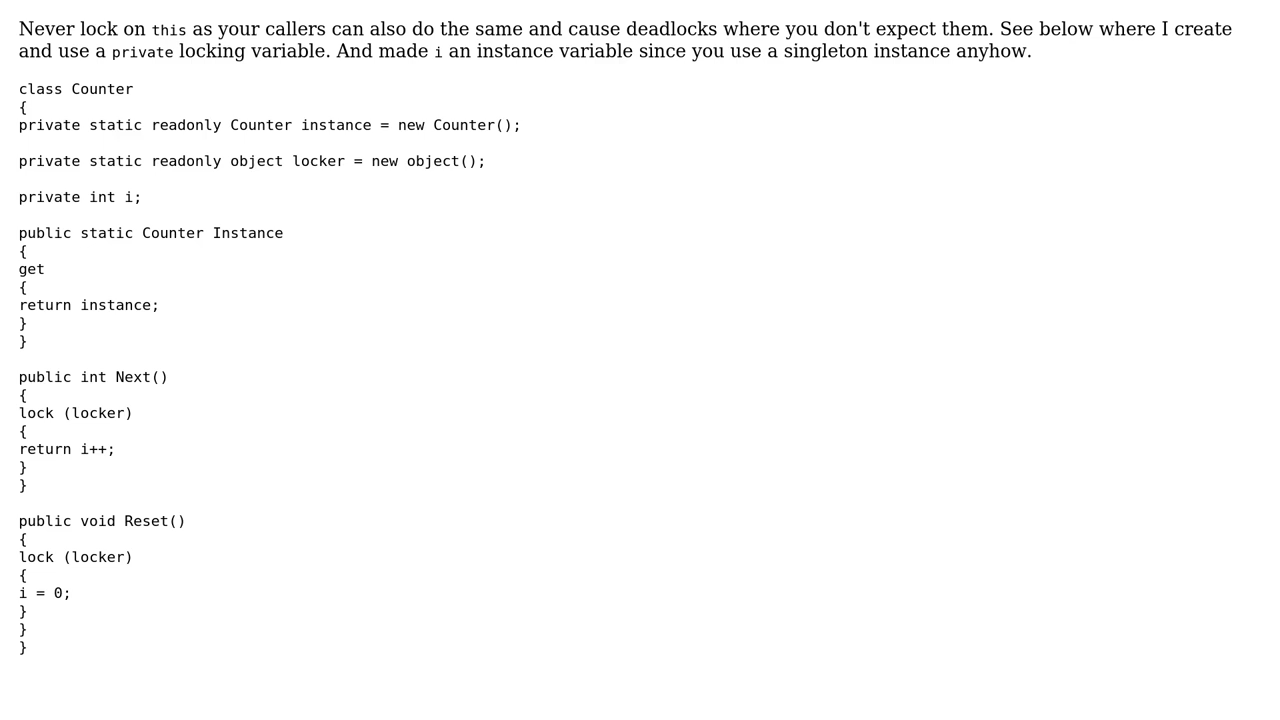 Never lock on this as your callers can also do the same and cause deadlocks where you don't expect them. See below where I create
and use a private locking variable. And made i an instance variable since you use a singleton instance anyhow.
class Counter
{
private static readonly Counter instance = new Counter();
private static readonly object locker = new object();
private int i;
public static Counter Instance
{
get
{
return instance;
}
}
public int Next()
{
lock (locker)
{
return i++;
}
}
public void Reset()
{
lock (locker)
{
i = 0;
}
}
}